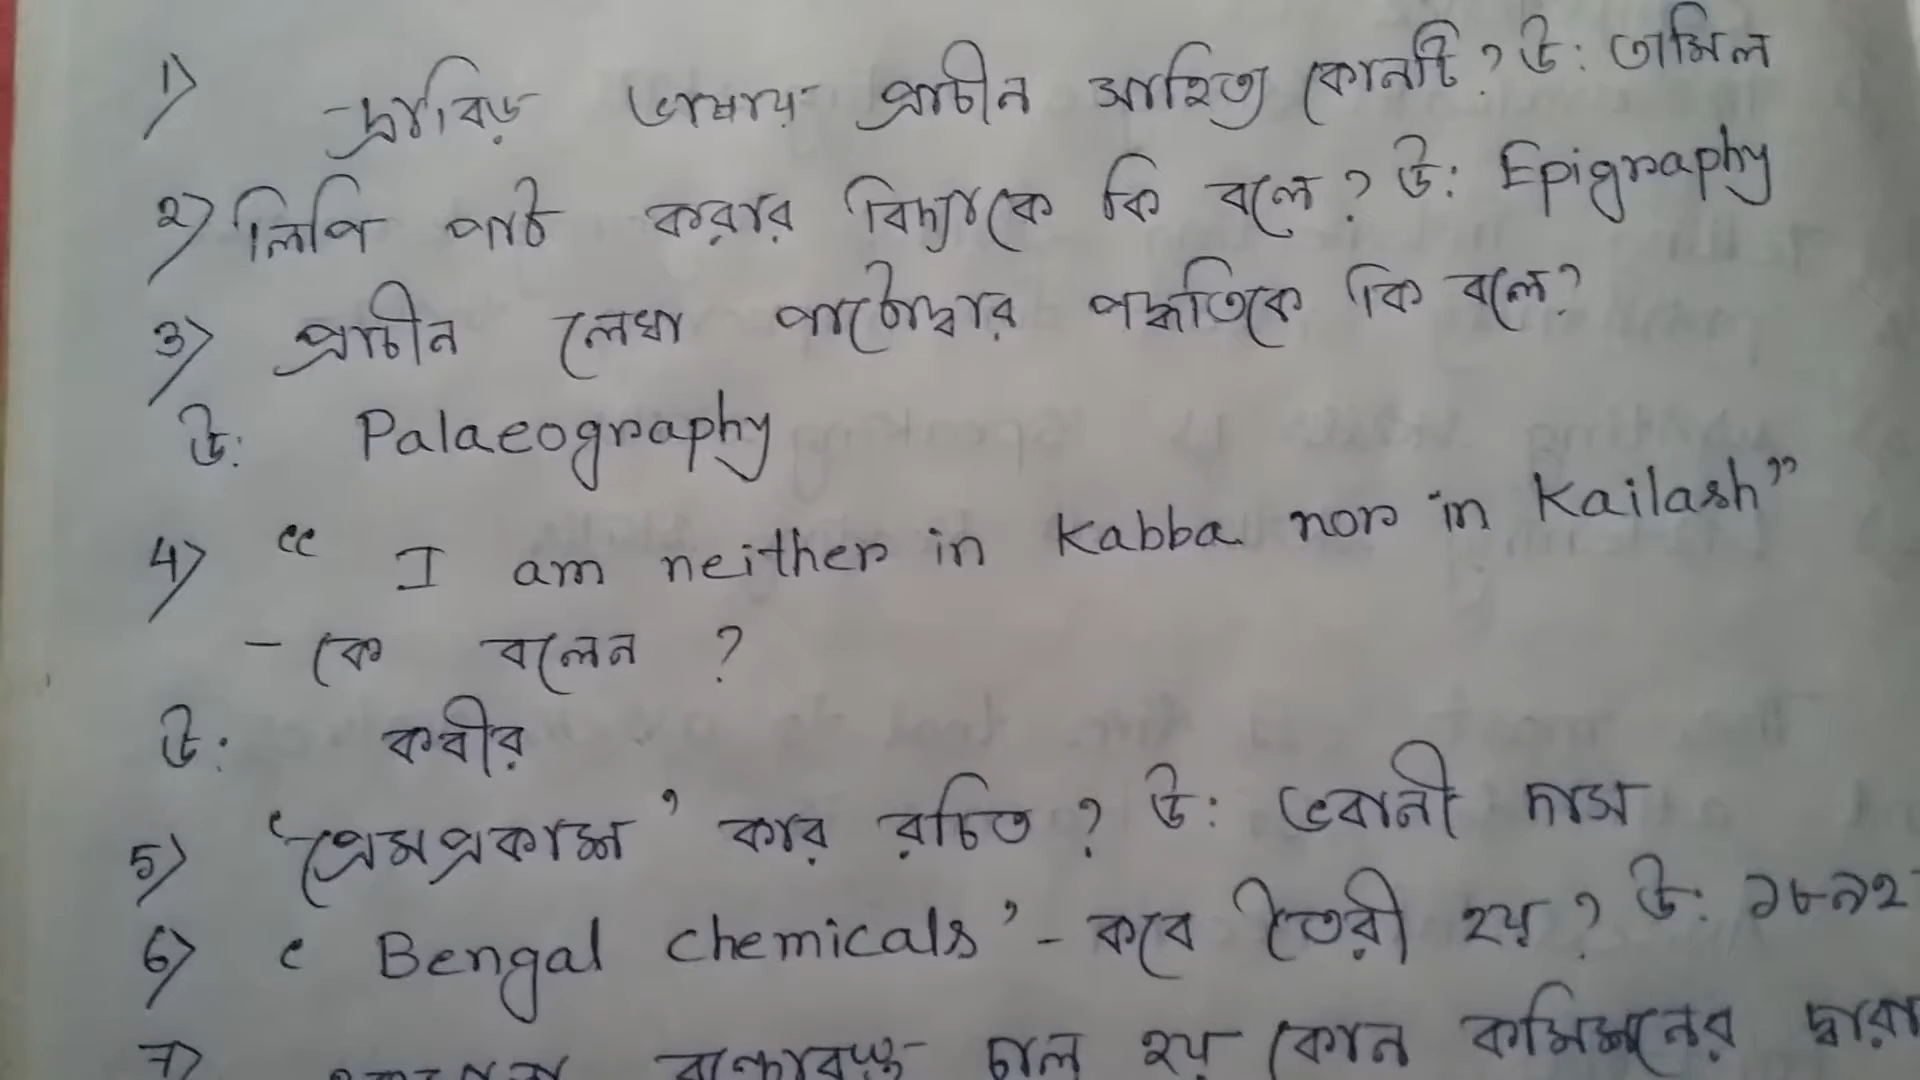 1) দ্রাবিড় ভাষায় প্রাচীন সাহিত্য কোনটি? উ: তামিল
2) লিপি পাঠ করার বিদ্যাকে কি বলে? উ: Epigraphy
3) প্রাচীন লেখা পাঠোদ্ধার পদ্ধতিকে কি বলে?
উ: Palaeography
4) "I am neither in Kabba nor in Kailash"
- কে বলেন ?
উ: কবীর
5) 'প্রেমপ্রকাশ' কার রচিত ? উ: ভবানী দাস
6) 'Bengal Chemicals' - কবে তৈরী হয় ? উ: ১৮৯২
7) চালু হয় কোন কমিশনের দ্বারা